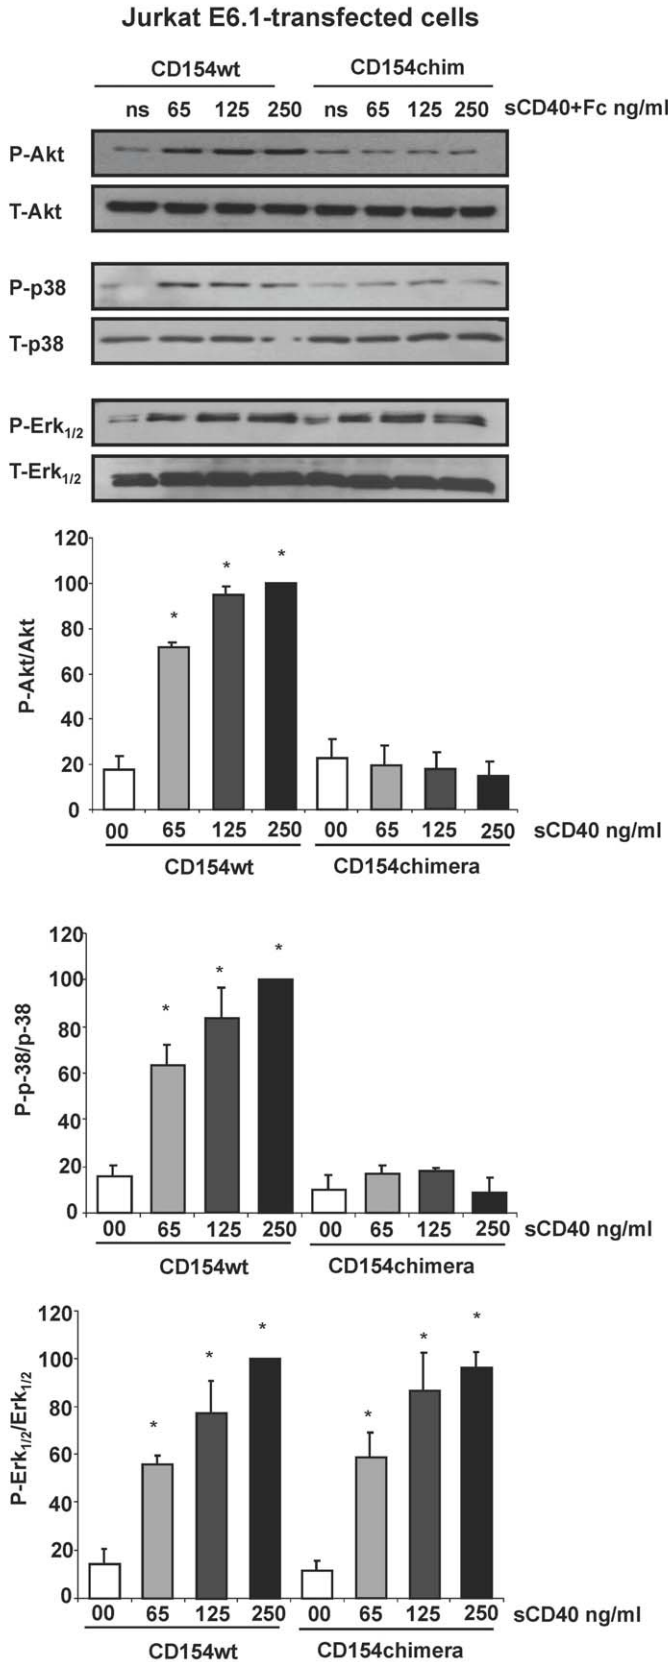 Jurkat E6.1-transfected cells
CD154wt CD154chim
ns 65 125 250 ns 65 125 250 sCD40+Fc ng/ml
P-Akt
T-Akt
P-p38
T-p38
P-Erk1/2
T-Erk1/2
120
100
80
60
40
20
0
P-Akt/Akt
* * *
00 65 125 250 00 65 125 250 sCD40 ng/ml
CD154wt CD154chimera
120
100
80
60
40
20
0
P-p-38/p-38
* * *
00 65 125 250 00 65 125 250 sCD40 ng/ml
CD154wt CD154chimera
120
100
80
60
40
20
0
P-Erk1/2/Erk1/2
* * * * * *
00 65 125 250 00 65 125 250 sCD40 ng/ml
CD154wt CD154chimera